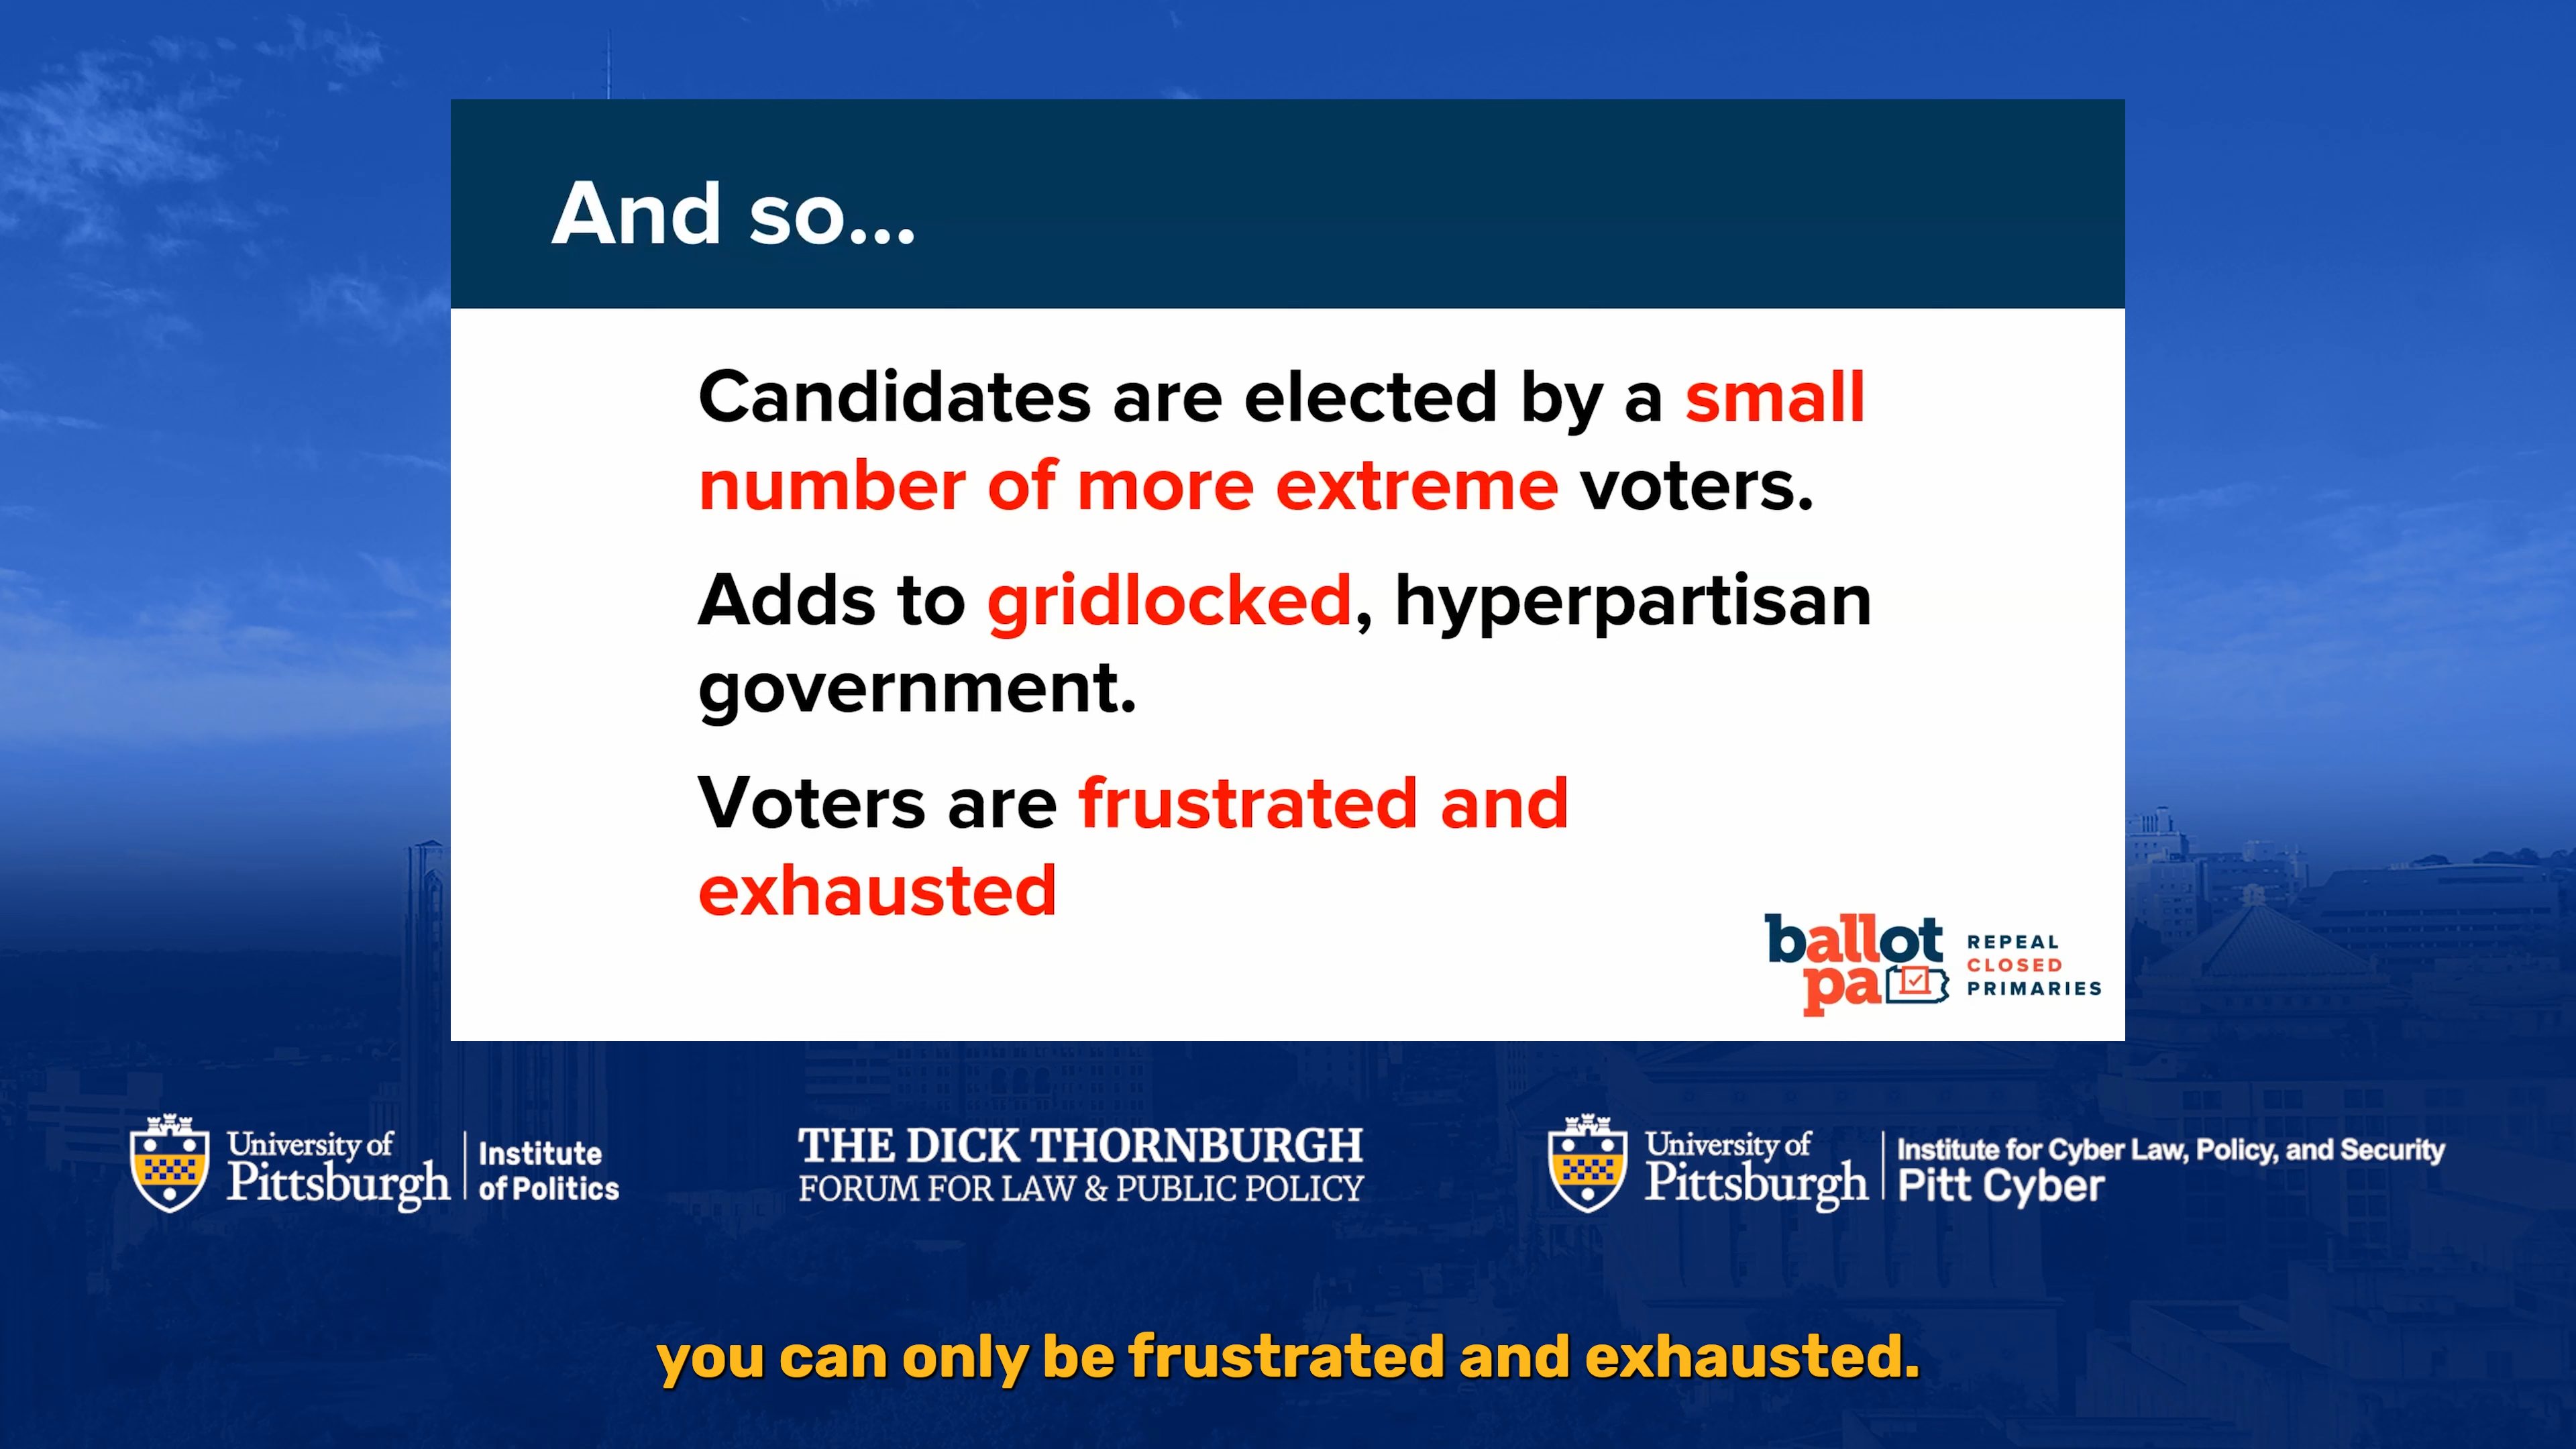 And so...
Candidates are elected by a small
number of more extreme voters.
Adds to gridlocked, hyperpartisan
government.
Voters are frustrated and
exhausted
ballot
pa
REPEAL
CLOSED
PRIMARIES
University of
Pittsburgh
Institute
of Politics
THE DICK THORNBURGH
FORUM FOR LAW & PUBLIC POLICY
University of
Pittsburgh
Institute for Cyber Law, Policy, and Security
Pitt Cyber
you can only be frustrated and exhausted.